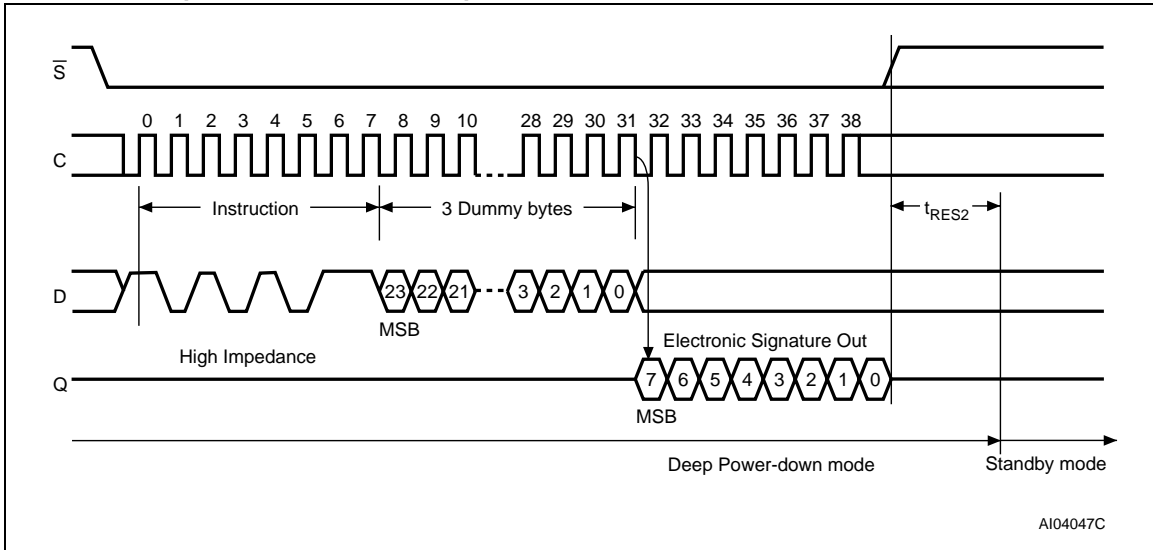 S
0 1 2 3 4 5 6 7 8 9 10 28 29 30 31 32 33 34 35 36 37 38
C
Instruction 3 Dummy bytes tRES2
D 23 22 21 3 2 1 0
MSB
High Impedance Electronic Signature Out
Q 7 6 5 4 3 2 1 0
MSB
Deep Power-down mode Standby mode
AI04047C